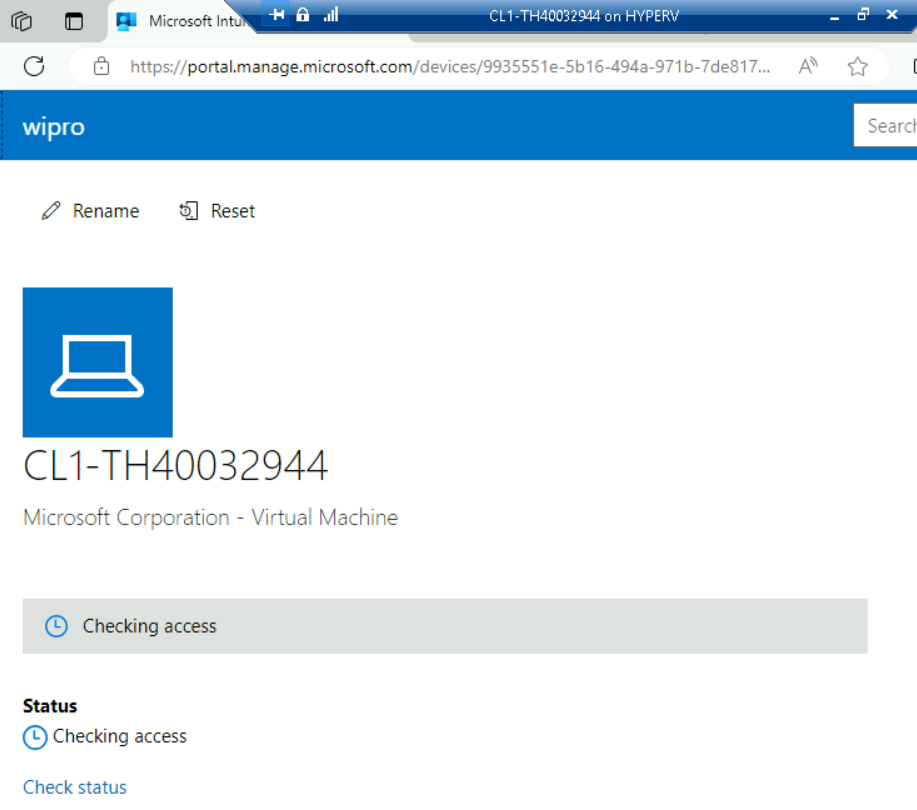 Microsoft Intu
CL1-TH40032944 on HYPERV
https://portal.manage.microsoft.com/devices/9935551e-5b16-494a-971b-7de817...
wipro
Search
Rename
Reset
CL1-TH40032944
Microsoft Corporation - Virtual Machine
Checking access
Status
Checking access
Check status